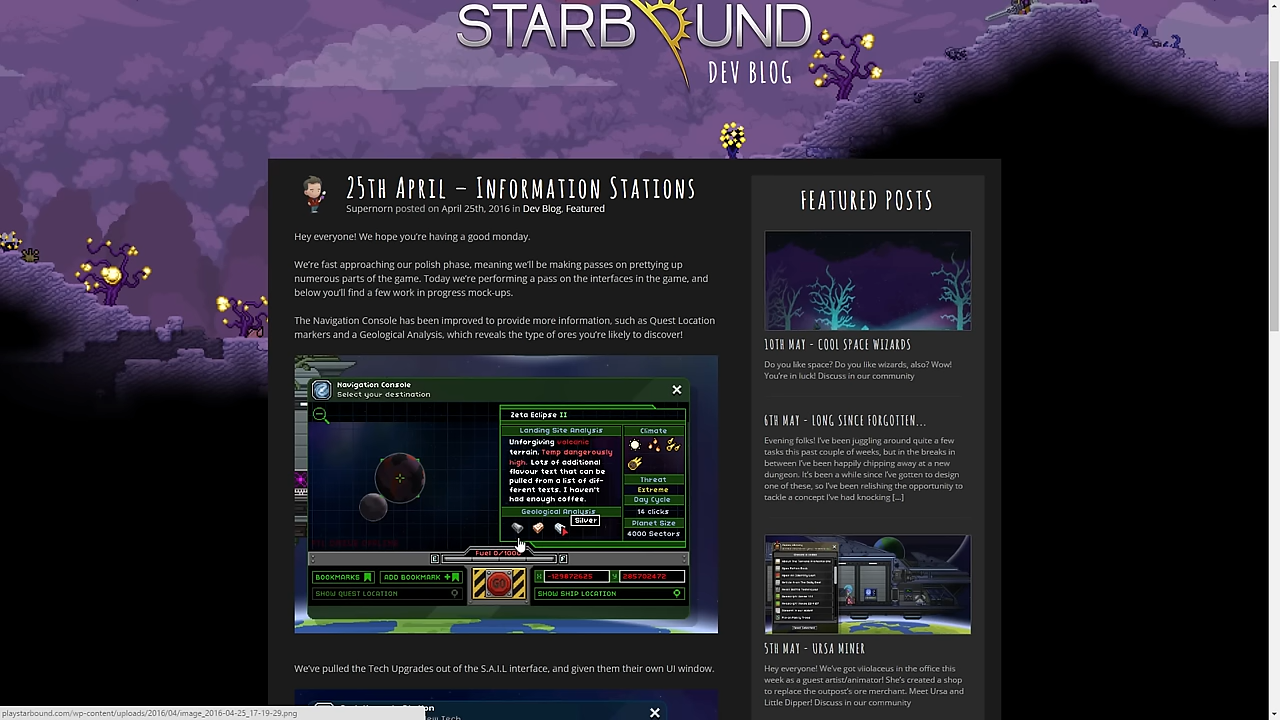 STARBOUND
DEV BLOG
25TH APRIL – INFORMATION STATIONS
Supernorn posted on April 25th, 2016 in Dev Blog, Featured
Hey everyone! We hope you're having a good monday.
We're fast approaching our polish phase, meaning we'll be making passes on prettying up
numerous parts of the game. Today we're performing a pass on the interfaces in the game, and
below you'll find a few work in progress mock-ups.
The Navigation Console has been improved to provide more information, such as Quest Location
markers and a Geological Analysis, which reveals the type of ores you're likely to discover!
Navigation Console
Select your destination
Zeta Eclipse II
Landing Site Analysis
Unforgiving volcanic
terrain. Temp dangerously
high. Lots of additional
flavour text that can be
pulled from a list of dif-
ferent texts. I haven't
had enough coffee.
Geological Analysis
Silver
Climate
Threat
Extreme
Day Cycle
14 clicks
Planet Size
4000 Sectors
E
Fuel 0/1000
F
BOOKMARKS
ADD BOOKMARK +
SHOW QUEST LOCATION
GO
X -129872625
Y 285702472
SHOW SHIP LOCATION
We've pulled the Tech Upgrades out of the S.A.I.L interface, and given them their own UI window.
FEATURED POSTS
10TH MAY – COOL SPACE WIZARDS
Do you like space? Do you like wizards, also? Wow!
You're in luck! Discuss in our community
6TH MAY – LONG SINCE FORGOTTEN...
Evening folks! I've been juggling around quite a few
tasks this past couple of weeks, but in the breaks in
between I've been happily chipping away at a new
dungeon. It's been a while since I've gotten to design
one of these, so I've been relishing the opportunity to
tackle a concept I've had knocking [...]
5TH MAY – URSA MINER
Hey everyone! We've got viiolaceus in the office this
week as a guest artist/animator! She's created a shop
to replace the outpost's ore merchant. Meet Ursa and
Little Dipper! Discuss in our community
playstarbound.com/wp-content/uploads/2016/04/image_2016-04-25_17-19-29.png